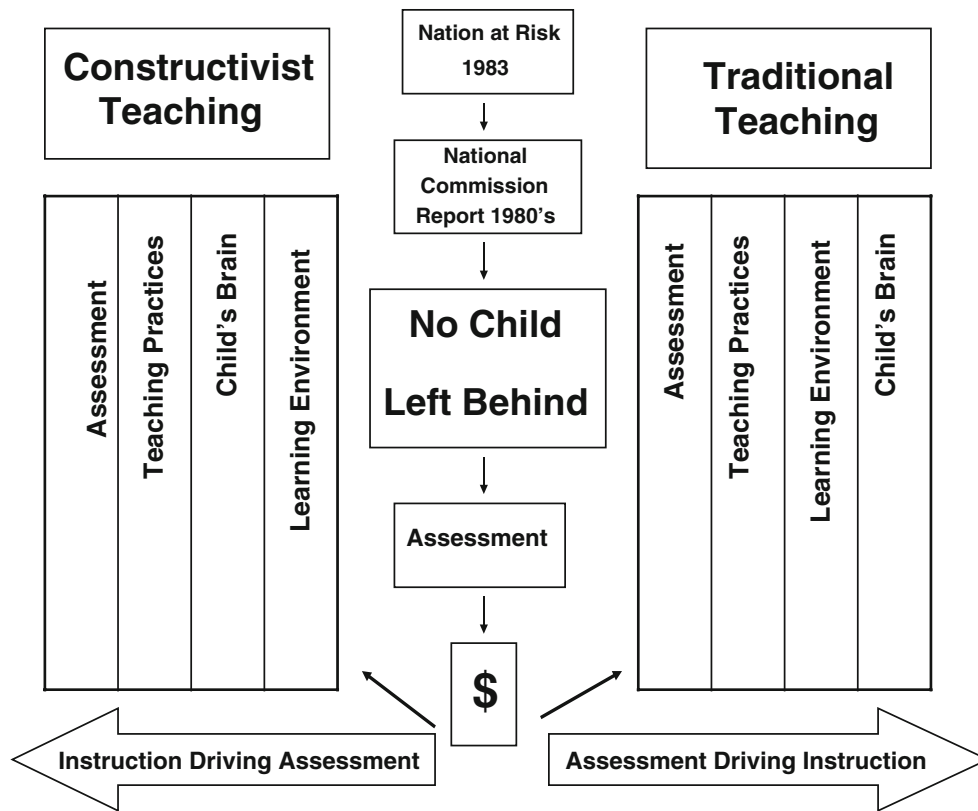 Constructivist
Teaching
Assessment
Teaching Practices
Child's Brain
Learning Environment
Nation at Risk
1983
National
Commission
Report 1980's
No Child
Left Behind
Assessment
$
Traditional
Teaching
Assessment
Teaching Practices
Learning Environment
Child's Brain
Instruction Driving Assessment
Assessment Driving Instruction